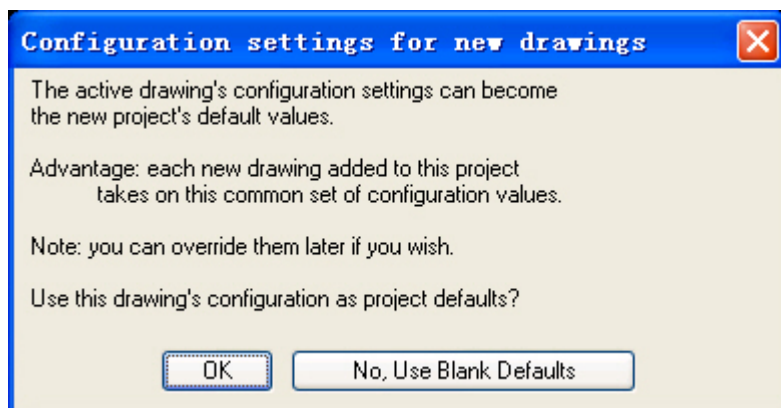 Configuration settings for new drawings
The active drawing's configuration settings can become
the new project's default values.
Advantage: each new drawing added to this project
takes on this common set of configuration values.
Note: you can override them later if you wish.
Use this drawing's configuration as project defaults?
OK
No, Use Blank Defaults